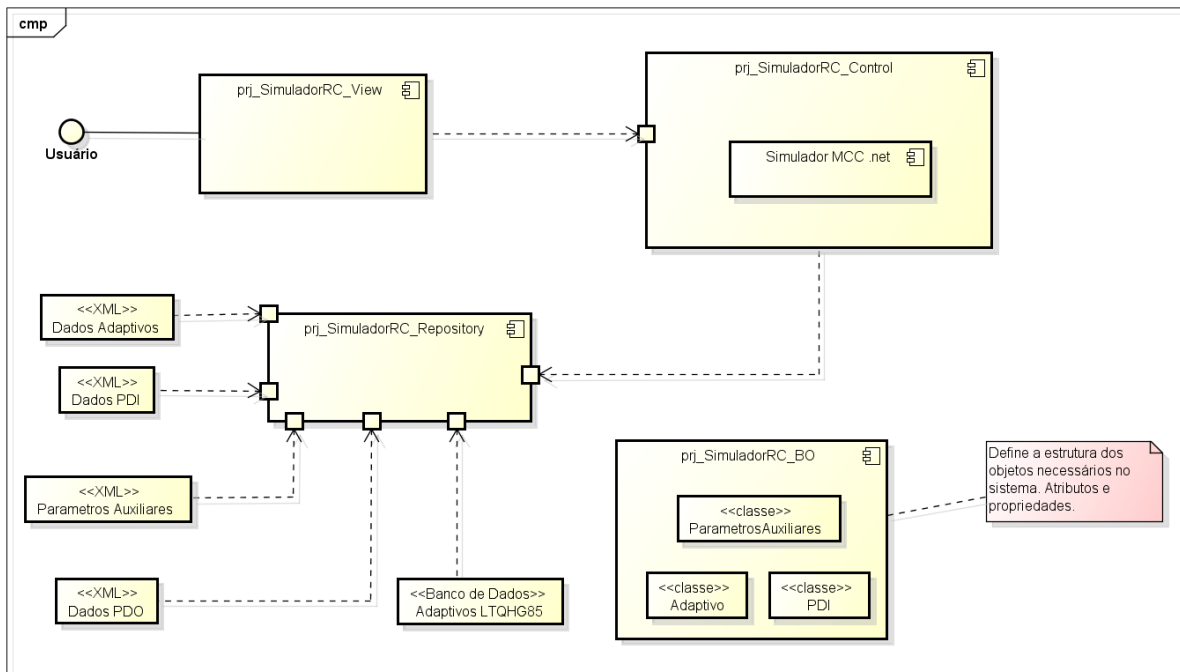 cmp
prj_SimuladorRC_View
prj_SimuladorRC_Control
Simulador MCC .net
Usuário
<<XML>>
Dados Adaptivos
prj_SimuladorRC_Repository
<<XML>>
Dados PDI
<<XML>>
Parametros Auxiliares
<<XML>>
Dados PDO
<<Banco de Dados>>
Adaptivos LTQHG85
prj_SimuladorRC_BO
<<classe>>
ParametrosAuxiliares
<<classe>>
Adaptivo
<<classe>>
PDI
Define a estrutura dos
objetos necessários no
sistema. Atributos e
propriedades.